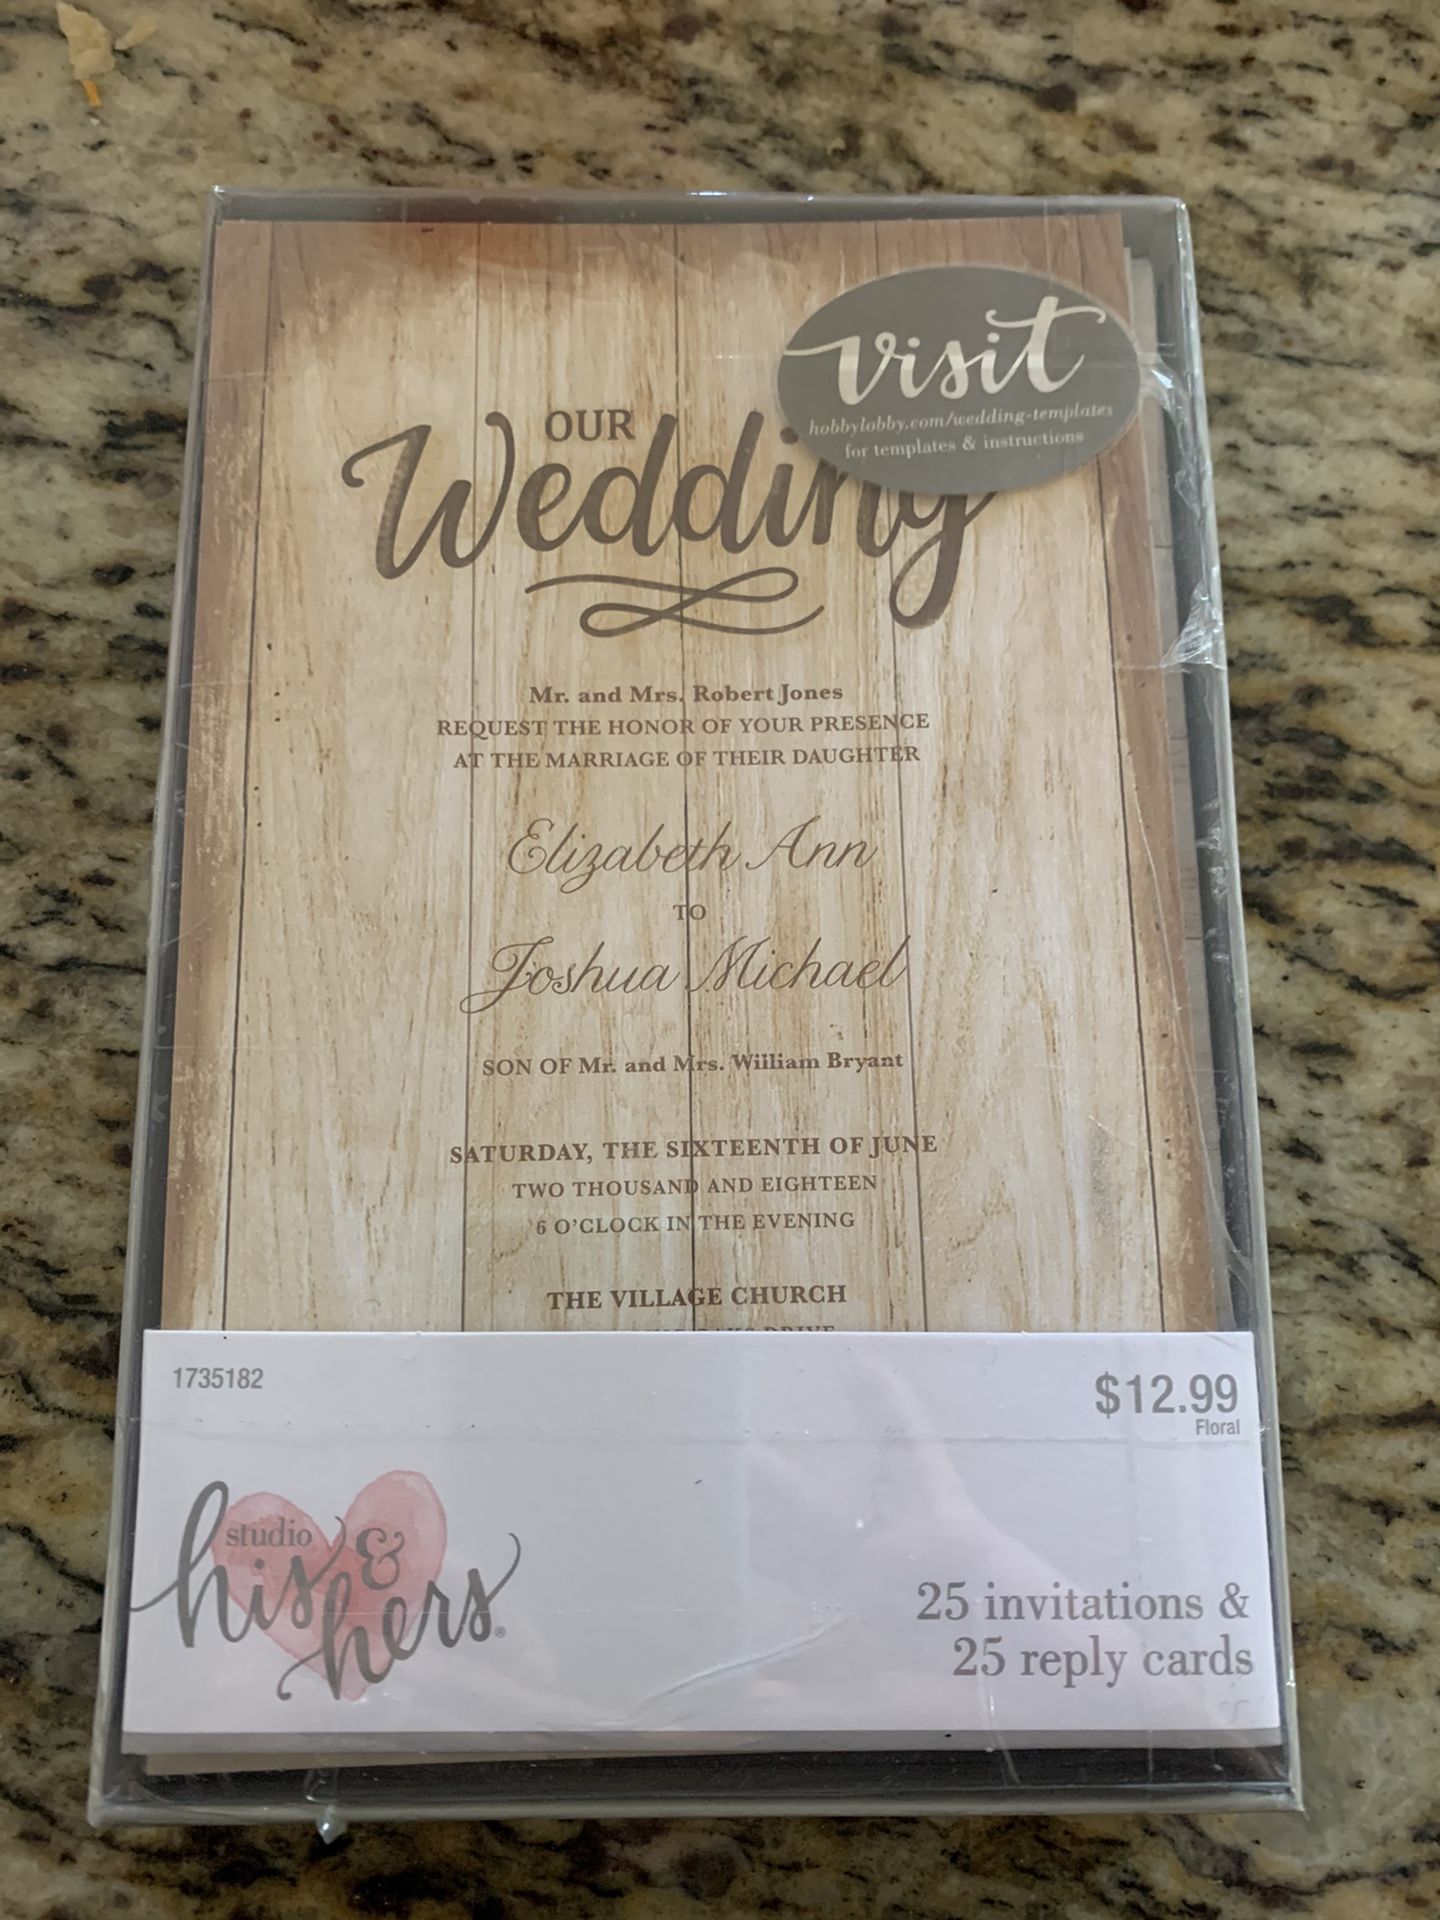 visit
hobbylobby.com/wedding-templates
for templates & instructions
OUR
Wedding
Mr. and Mrs. Robert Jones
REQUEST THE HONOR OF YOUR PRESENCE
AT THE MARRIAGE OF THEIR DAUGHTER
Elizabeth Ann
TO
Joshua Michael
SON OF Mr. and Mrs. William Bryant
SATURDAY, THE SIXTEENTH OF JUNE
TWO THOUSAND AND EIGHTEEN
6 O'CLOCK IN THE EVENING
THE VILLAGE CHURCH
DRIVE
1735182
$12.99
Floral
studio
his &
hers®
25 invitations &
25 reply cards